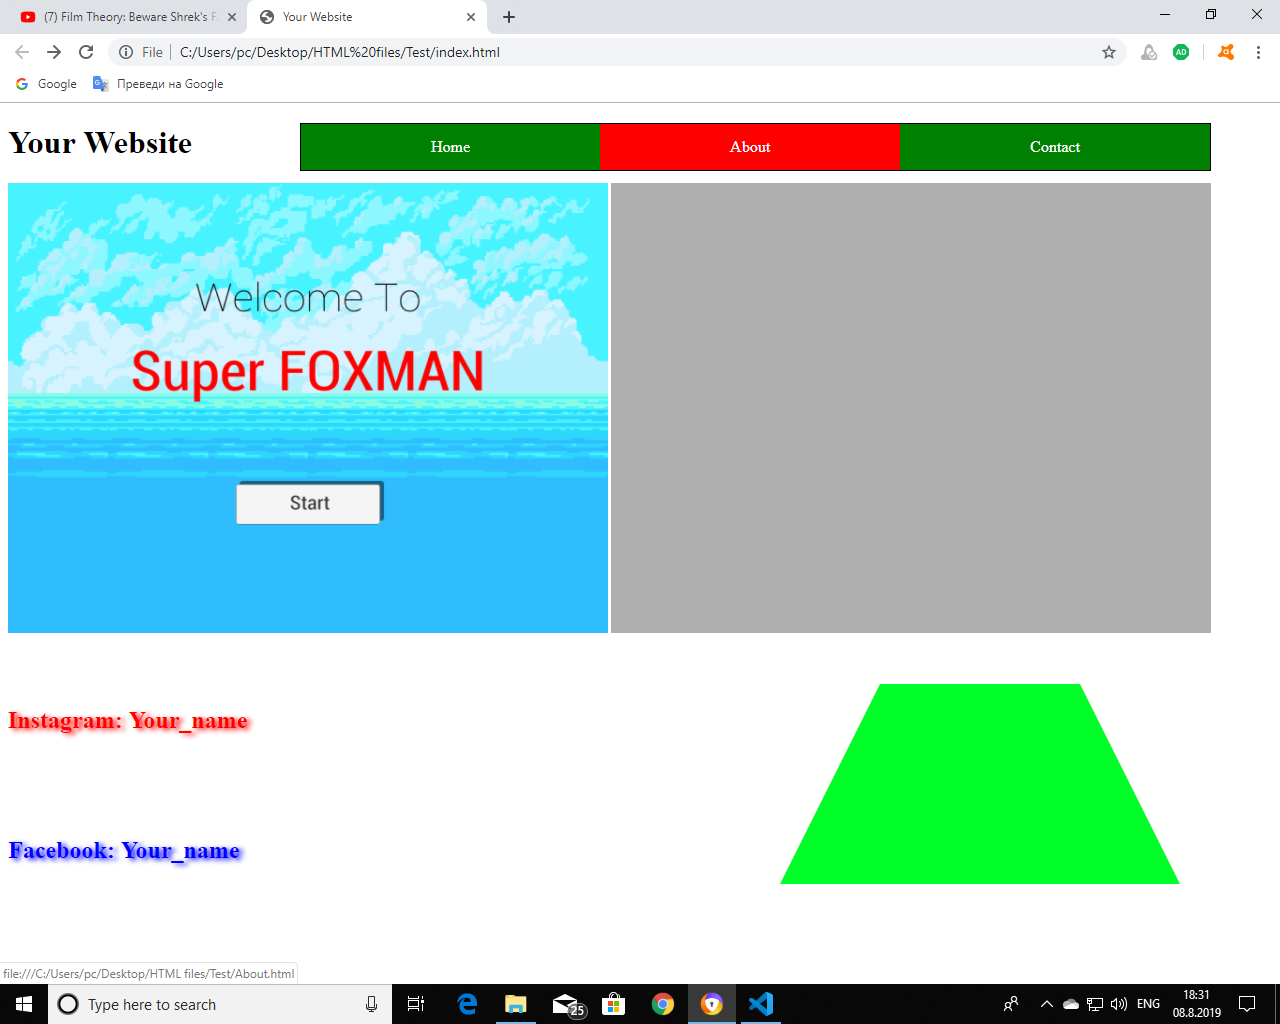 (7) Film Theory: Beware Shrek's
Your Website
File
C:/Users/pc/Desktop/HTML%20files/Test/index.html
AD
Google
Преведи на Google
Your Website
Home
About
Contact
Welcome To
Super FOXMAN
Start
Instagram: Your_name
Facebook: Your_name
file:///C:/Users/pc/Desktop/HTML files/Test/About.html
Type here to search
25
ENG
18:31
08.8.2019